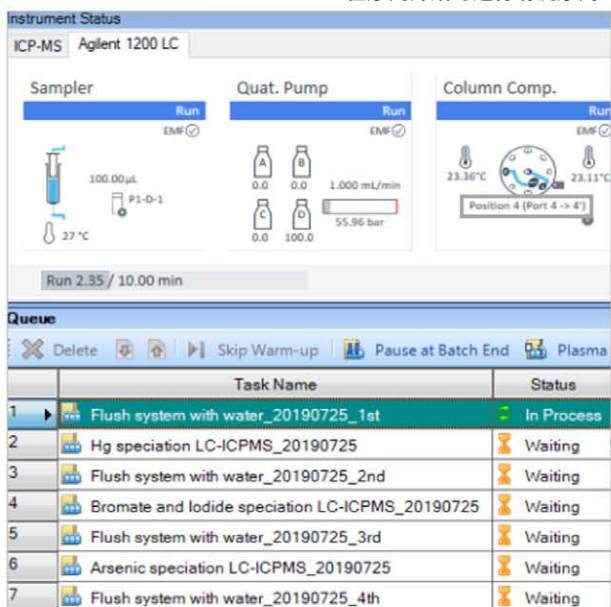 Instrument Status
ICP-MS Agilent 1200 LC
Sampler Quat. Pump Column Comp.
Run Run Run
EMF EMF EMF
A B
100.00 µL
P1-D-1
0.0 0.0 1.000 mL/min
23.36°C 23.11°C
C D
55.96 bar
Position 4 (Port 4 -> 4')
27 °C
0.0 100.0
Run 2.35 / 10.00 min
Queue
Delete Skip Warm-up Pause at Batch End Plasma
Task Name Status
1 Flush system with water_20190725_1st In Process
2 Hg speciation LC-ICPMS_20190725 Waiting
3 Flush system with water_20190725_2nd Waiting
4 Bromate and Iodide speciation LC-ICPMS_20190725 Waiting
5 Flush system with water_20190725_3rd Waiting
6 Arsenic speciation LC-ICPMS_20190725 Waiting
7 Flush system with water_20190725_4th Waiting